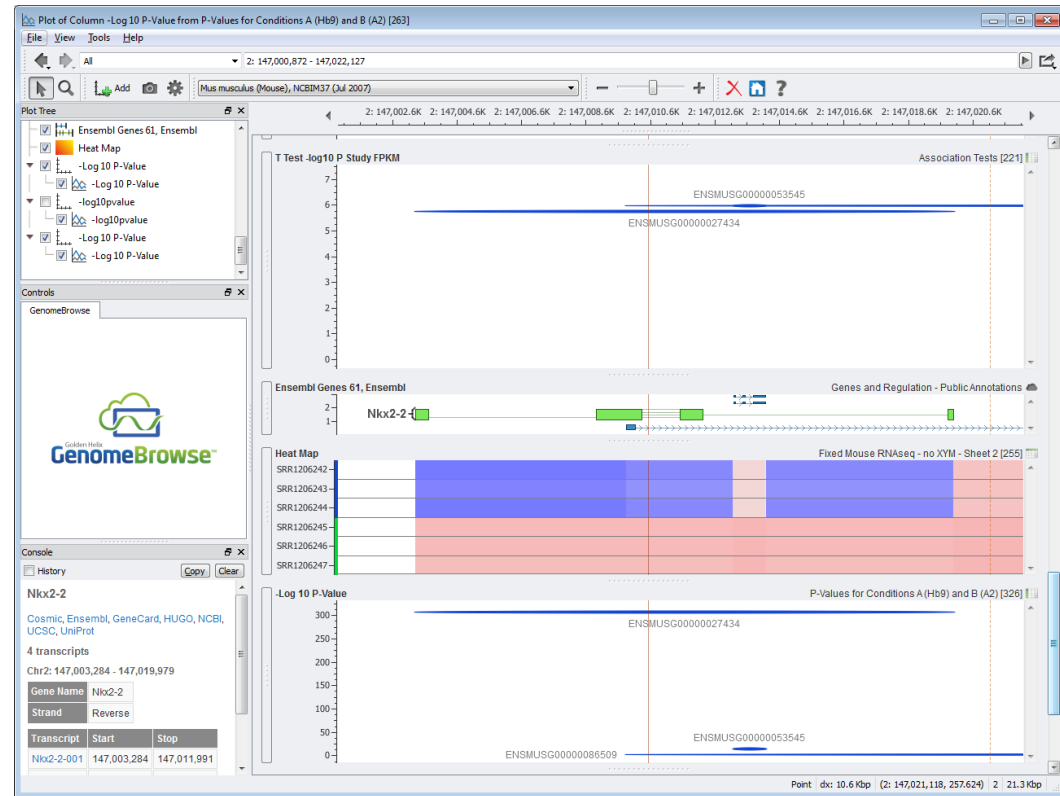 Plot of Column -Log 10 P-Value from P-Values for Conditions A (Hb9) and B (A2) [263]
File View Tools Help
All 2: 147,000,872 - 147,022,127
Add Mus musculus (Mouse), NCBIM37 (Jul 2007)
Plot Tree
Ensembl Genes 61, Ensembl
Heat Map
-Log 10 P-Value
-Log 10 P-Value
-log10pvalue
-log10pvalue
-Log 10 P-Value
-Log 10 P-Value
Controls
GenomeBrowse
Golden Helix
GenomeBrowse
Console
History Copy Clear
Nkx2-2
Cosmic, Ensembl, GeneCard, HUGO, NCBI,
UCSC, UniProt
4 transcripts
Chr2: 147,003,284 - 147,019,979
Gene Name Nkx2-2
Strand Reverse
Transcript Start Stop
Nkx2-2-001 147,003,284 147,011,991
2: 147,002.6K 2: 147,004.6K 2: 147,006.6K 2: 147,008.6K 2: 147,010.6K 2: 147,012.6K 2: 147,014.6K 2: 147,016.6K 2: 147,018.6K 2: 147,020.6K
T Test -log10 P Study FPKM Association Tests [221]
7
6
5
4
3
2
1
0
ENSMUSG00000053545
ENSMUSG00000027434
Ensembl Genes 61, Ensembl Genes and Regulation - Public Annotations
2
1
Nkx2-2
Heat Map Fixed Mouse RNAseq - no XYM - Sheet 2 [255]
SRR1206242
SRR1206243
SRR1206244
SRR1206245
SRR1206246
SRR1206247
-Log 10 P-Value P-Values for Conditions A (Hb9) and B (A2) [326]
300
250
200
150
100
50
0
ENSMUSG00000027434
ENSMUSG00000053545
ENSMUSG00000086509
Point dx: 10.6 Kbp (2: 147,021,118, 257.624) 2 21.3 Kbp